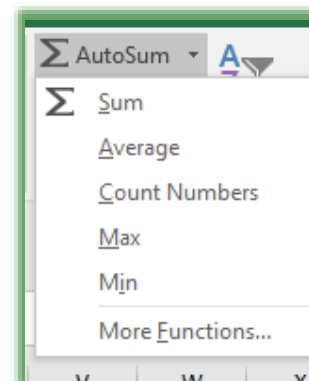 Σ AutoSum
A
Σ Sum
Average
Count Numbers
Max
Min
More Functions...